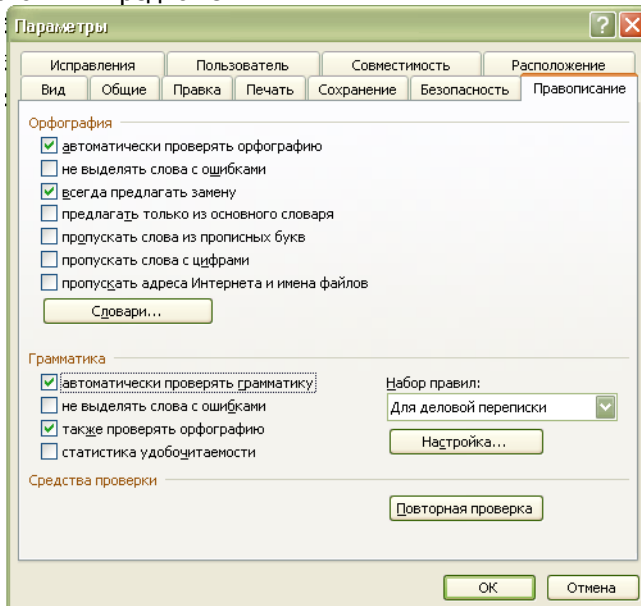 Параметры
Исправления Пользователь Совместимость Расположение
Вид Общие Правка Печать Сохранение Безопасность Правописание
Орфография
автоматически проверять орфографию
не выделять слова с ошибками
всегда предлагать замену
предлагать только из основного словаря
пропускать слова из прописных букв
пропускать слова с цифрами
пропускать адреса Интернета и имена файлов
Словари...
Грамматика
автоматически проверять грамматику Набор правил:
не выделять слова с ошибками Для деловой переписки
также проверять орфографию Настройка...
статистика удобочитаемости
Средства проверки
Повторная проверка
ОК Отмена